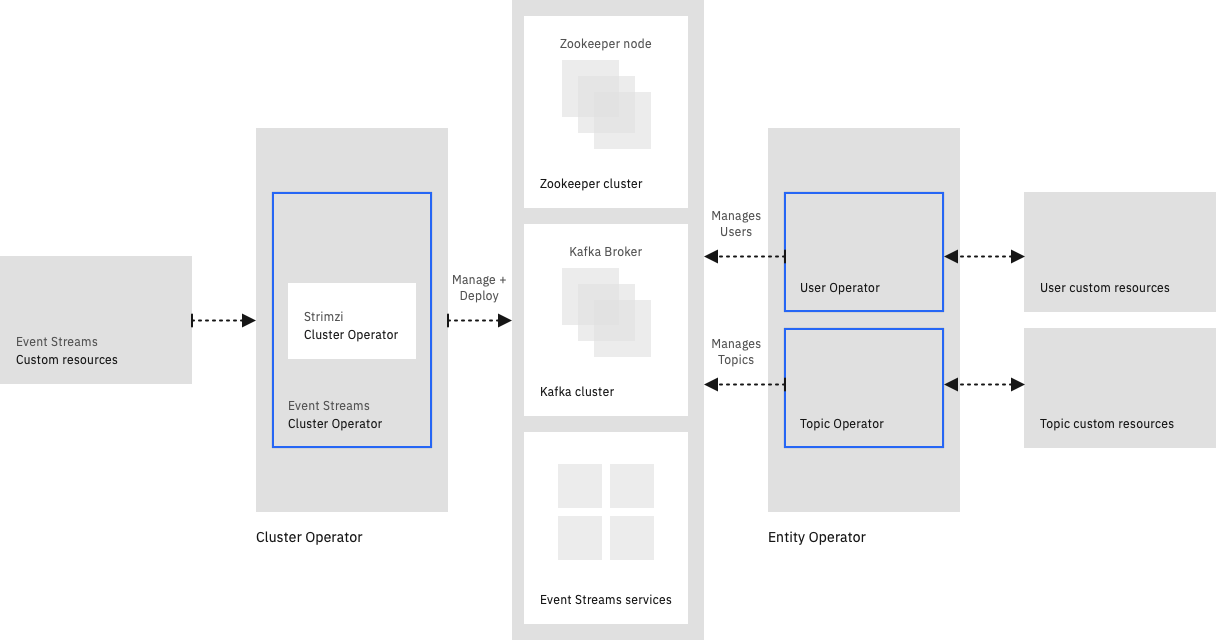 Event Streams
Custom resources
Strimzi
Cluster Operator
Event Streams
Cluster Operator
Cluster Operator
Manage +
Deploy
Zookeeper node
Zookeeper cluster
Kafka Broker
Kafka cluster
Event Streams services
Manages
Users
Manages
Topics
User Operator
Topic Operator
Entity Operator
User custom resources
Topic custom resources